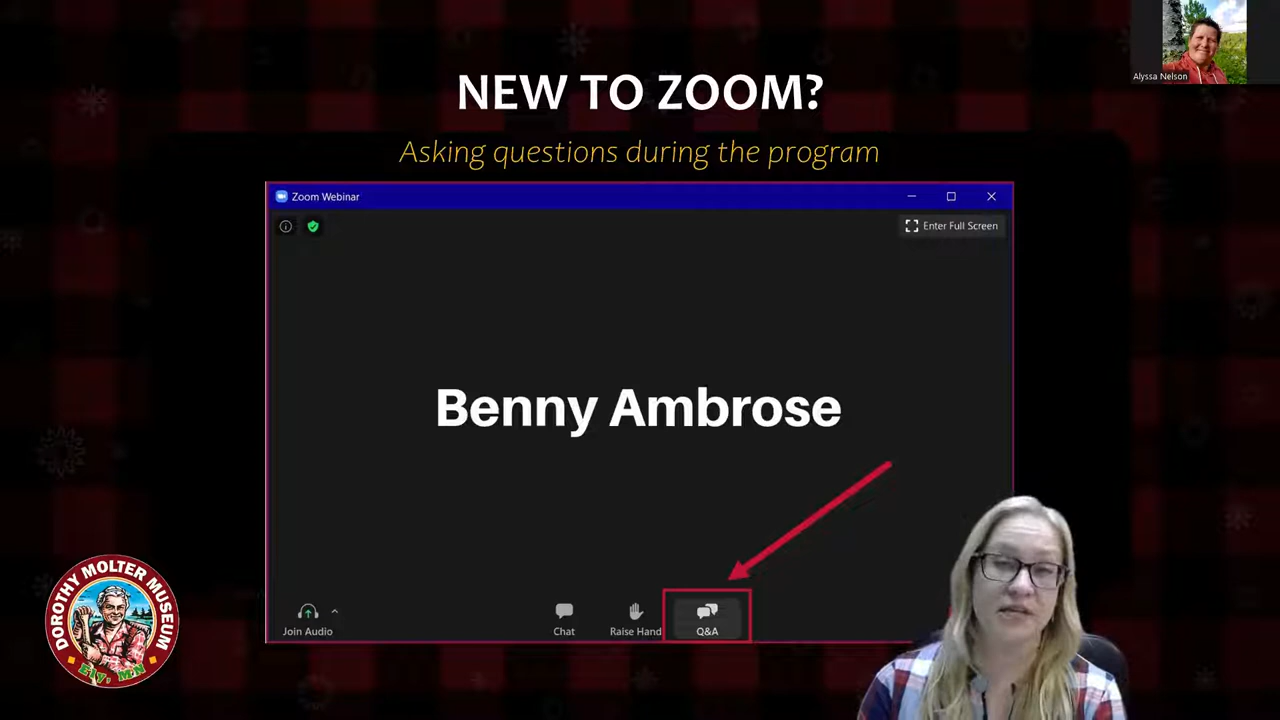 NEW TO ZOOM?
Asking questions during the program
Alyssa Nelson
Zoom Webinar
Enter Full Screen
Benny Ambrose
Join Audio
Chat
Raise Hand
Q&A
DOROTHY MOLTER MUSEUM
Ely, MN